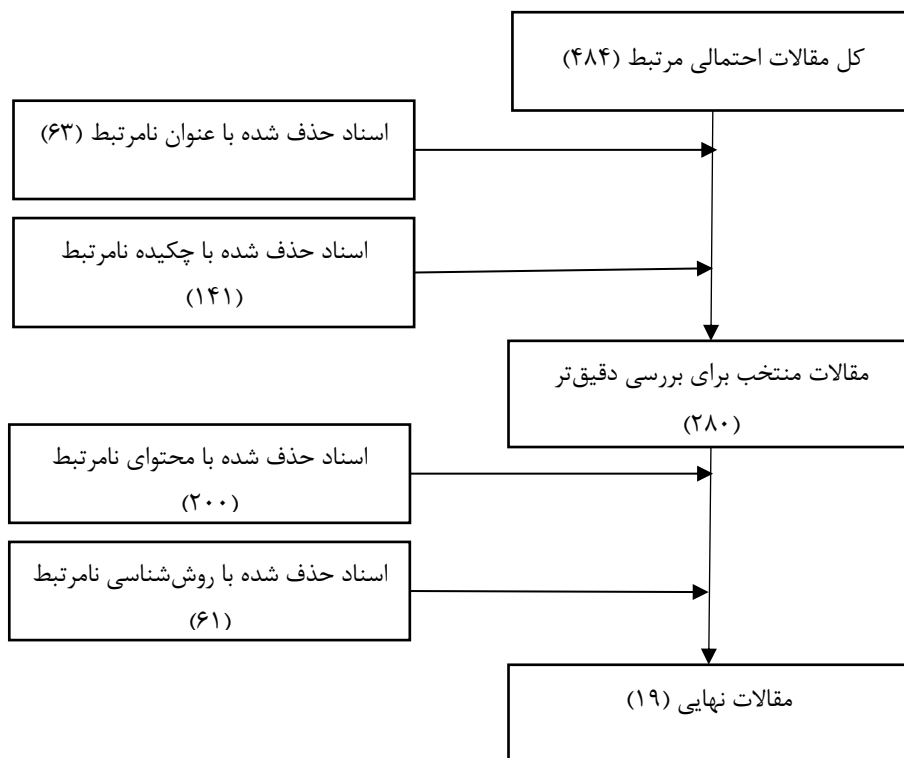 کل مقالات احتمالی مرتبط (۴۸۴)
اسناد حذف شده با عنوان نامرتبط (۶۳)
اسناد حذف شده با چکیده نامرتبط
(۱۴۱)
مقالات منتخب برای بررسی دقیق‌تر
(۲۸۰)
اسناد حذف شده با محتوای نامرتبط
(۲۰۰)
اسناد حذف شده با روش‌شناسی نامرتبط
(۶۱)
مقالات نهایی (۱۹)